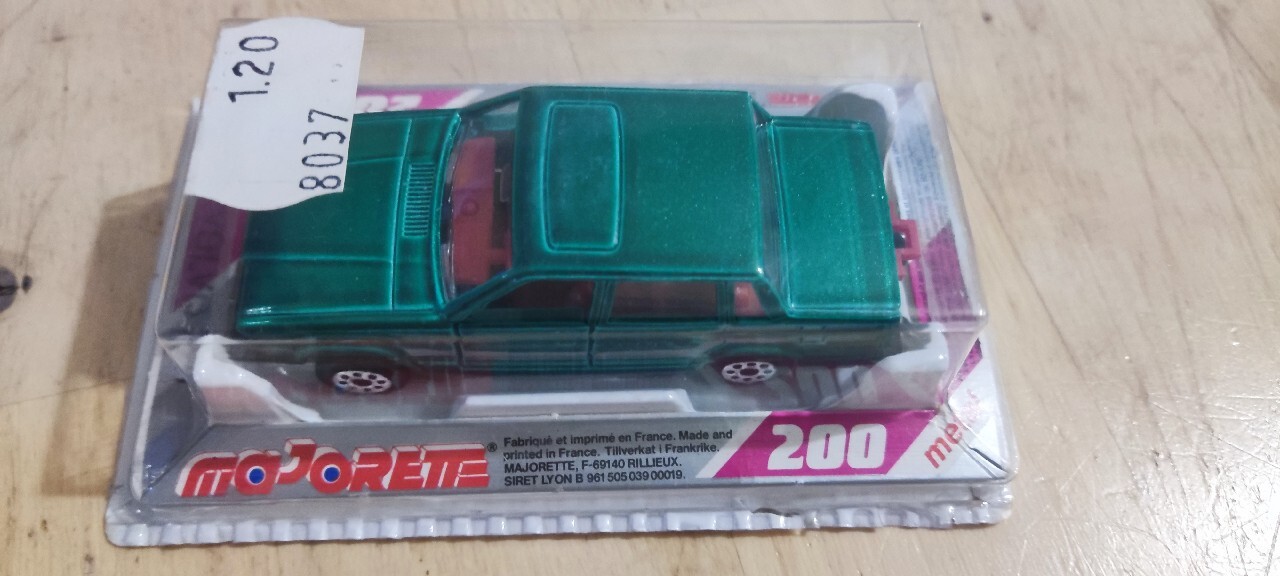 1.20
8037
MAJORETTE®
Fabriqué et imprimé en France. Made and
printed in France. Tillverkat i Frankrike.
MAJORETTE, F-69140 RILLIEUX.
SIRET LYON B 961 505 039 00019.
200